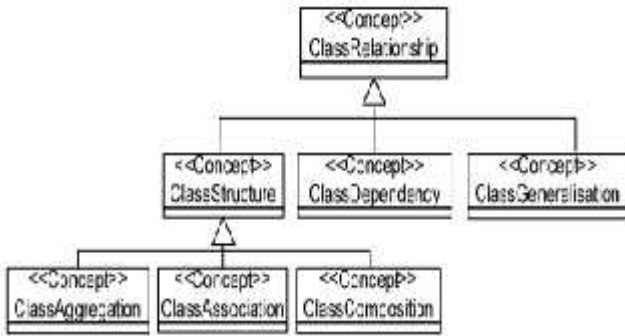 <<Concept>>
ClassRelationship
<<Concept>>
ClassStructure
<<Concept>>
ClassDependency
<<Concept>>
ClassGeneralisation
<<Concept>>
ClassAggregation
<<Concept>>
ClassAssociation
<<Concept>>
ClassComposition